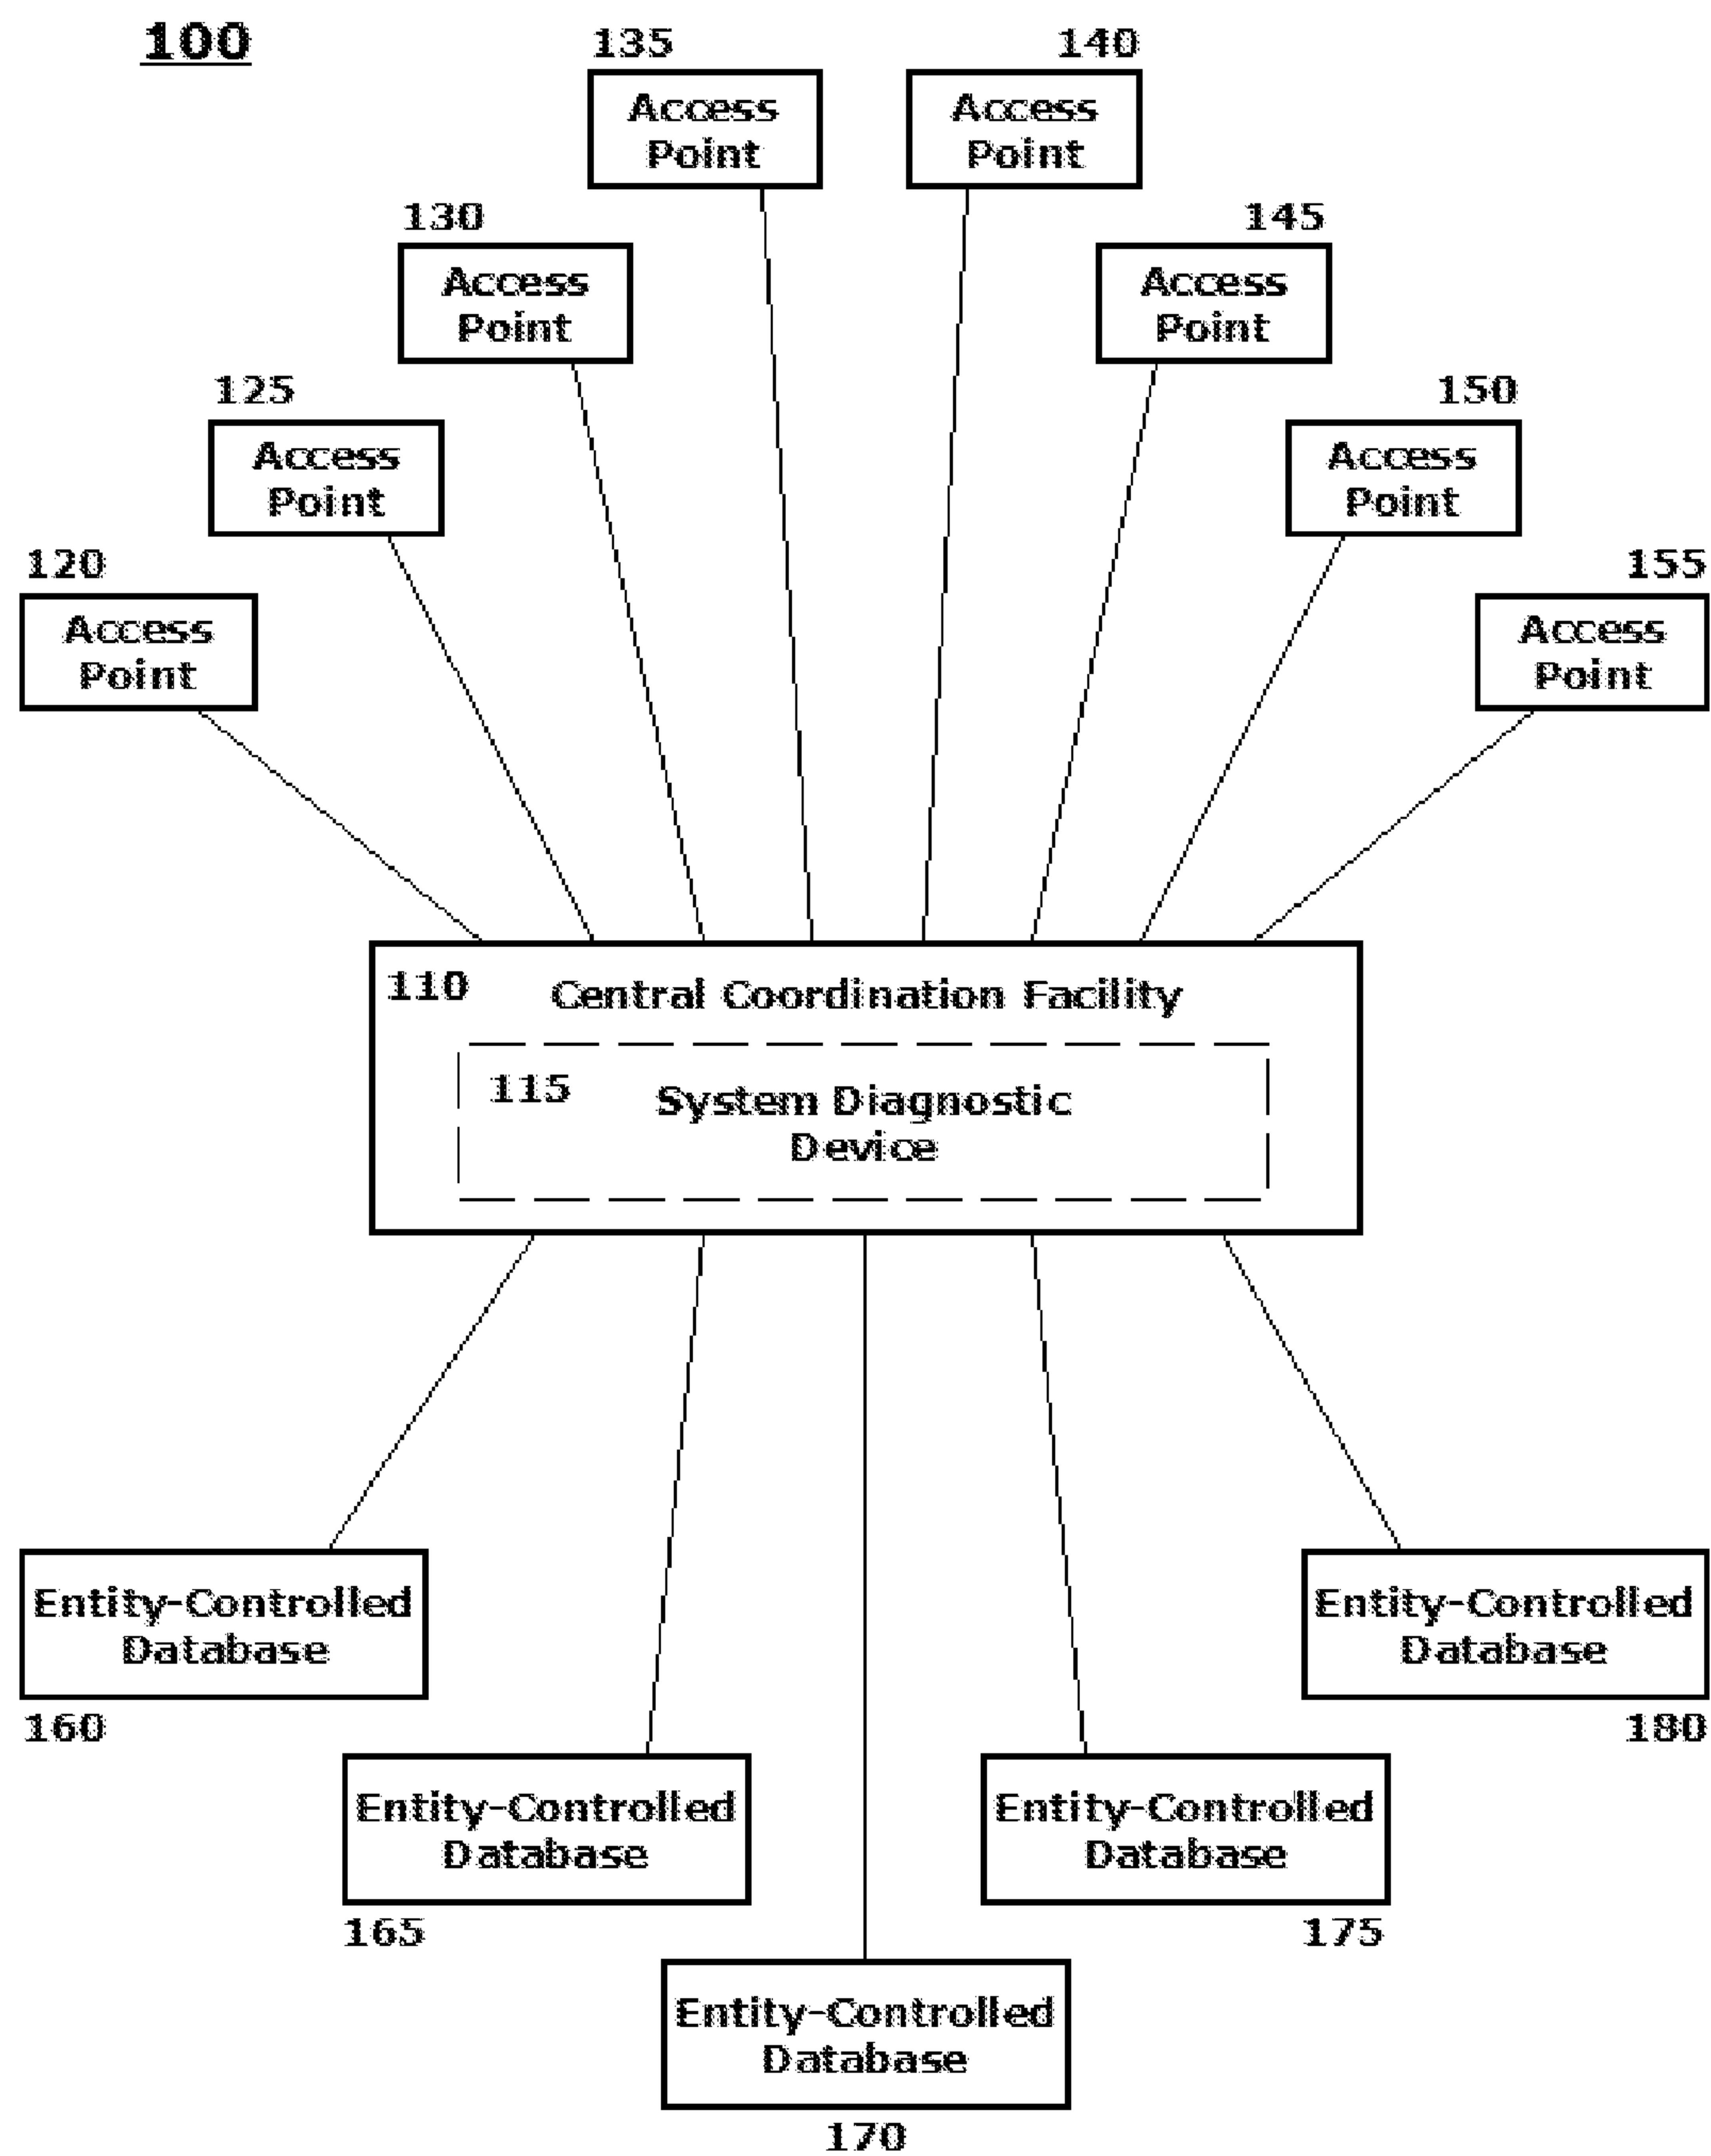 100
135
Access
Point
140
Access
Point
130
Access
Point
145
Access
Point
125
Access
Point
150
Access
Point
120
Access
Point
155
Access
Point
110
Central Coordination Facility
115
System Diagnostic
Device
Entity-Controlled
Database
160
Entity-Controlled
Database
180
Entity-Controlled
Database
165
Entity-Controlled
Database
175
Entity-Controlled
Database
170